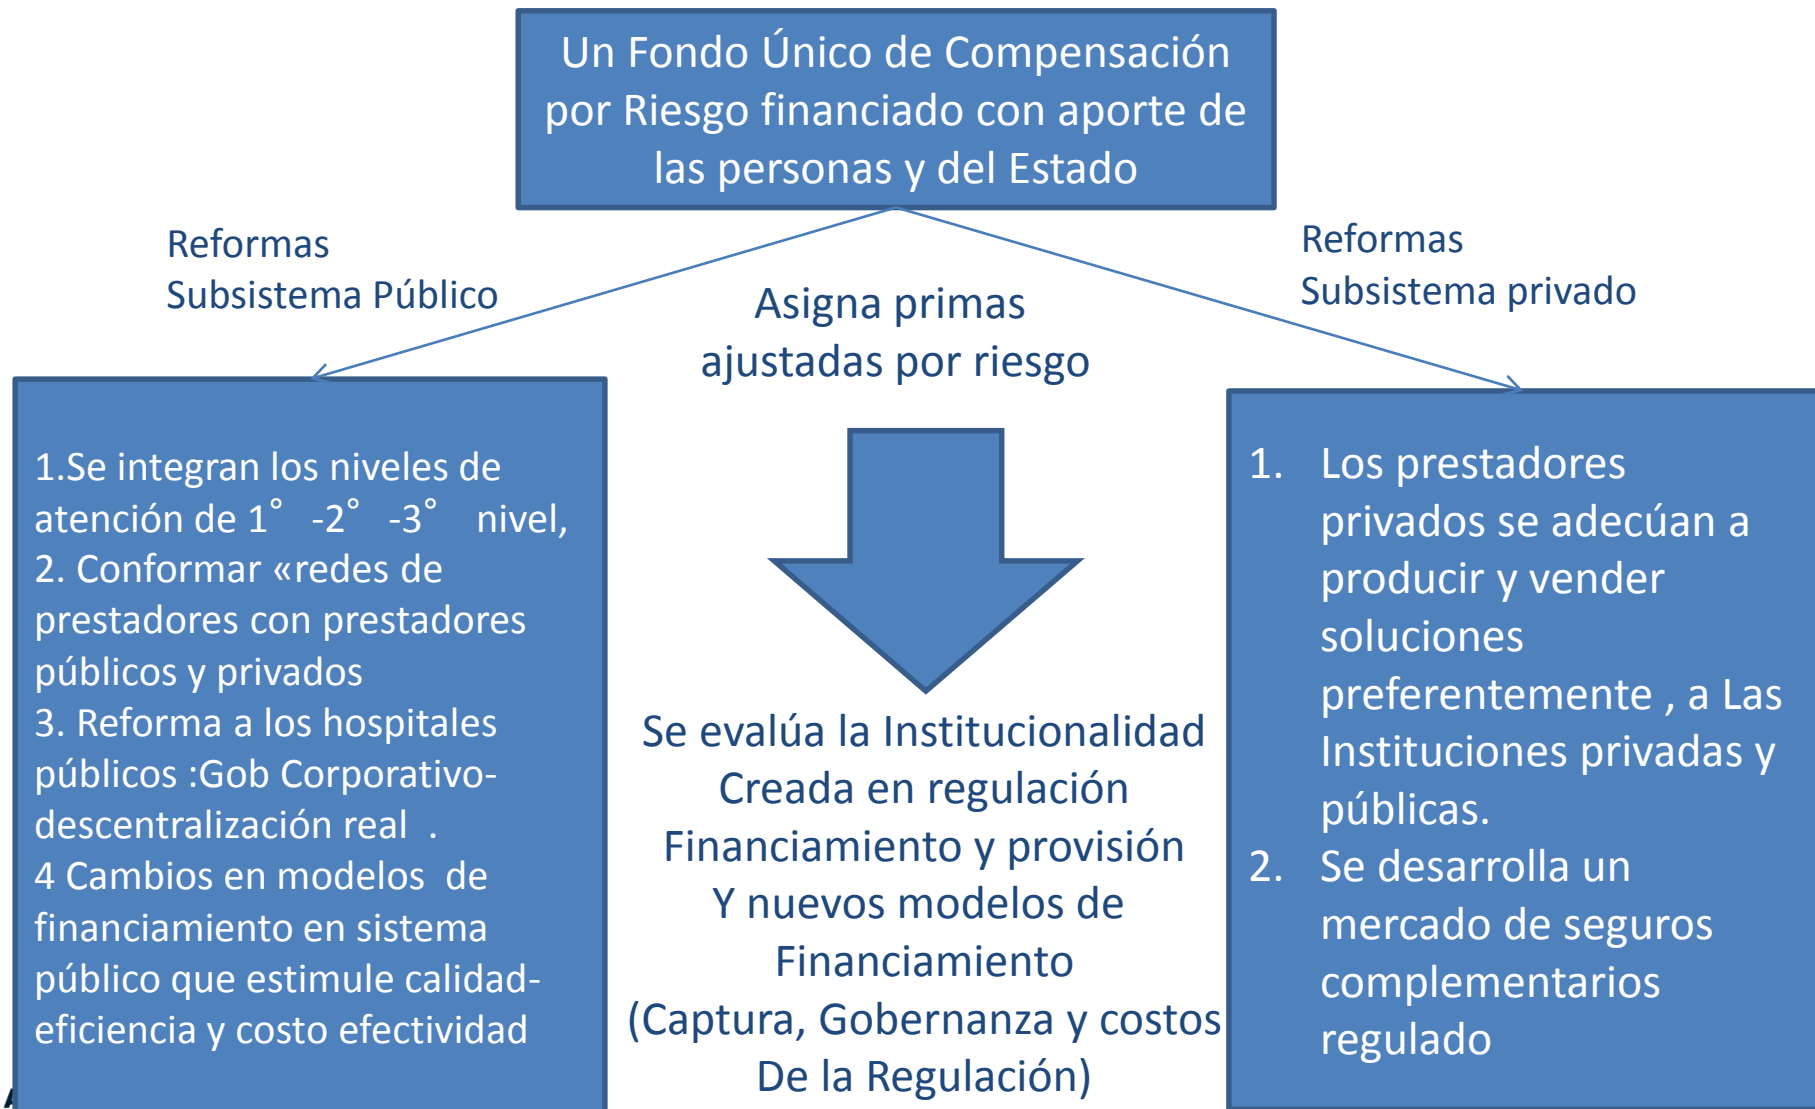 Un Fondo Único de Compensación
por Riesgo financiado con aporte de
las personas y del Estado
Reformas
Subsistema Público
Asigna primas
ajustadas por riesgo
Reformas
Subsistema privado
1.Se integran los niveles de
atención de 1° -2° -3° nivel,
2. Conformar «redes de
prestadores con prestadores
públicos y privados
3. Reforma a los hospitales
públicos :Gob Corporativo-
descentralización real .
4 Cambios en modelos de
financiamiento en sistema
público que estimule calidad-
eficiencia y costo efectividad
Se evalúa la Institucionalidad
Creada en regulación
Financiamiento y provisión
Y nuevos modelos de
Financiamiento
(Captura, Gobernanza y costos
De la Regulación)
1. Los prestadores
privados se adecúan a
producir y vender
soluciones
preferentemente , a Las
Instituciones privadas y
públicas.
2. Se desarrolla un
mercado de seguros
complementarios
regulado